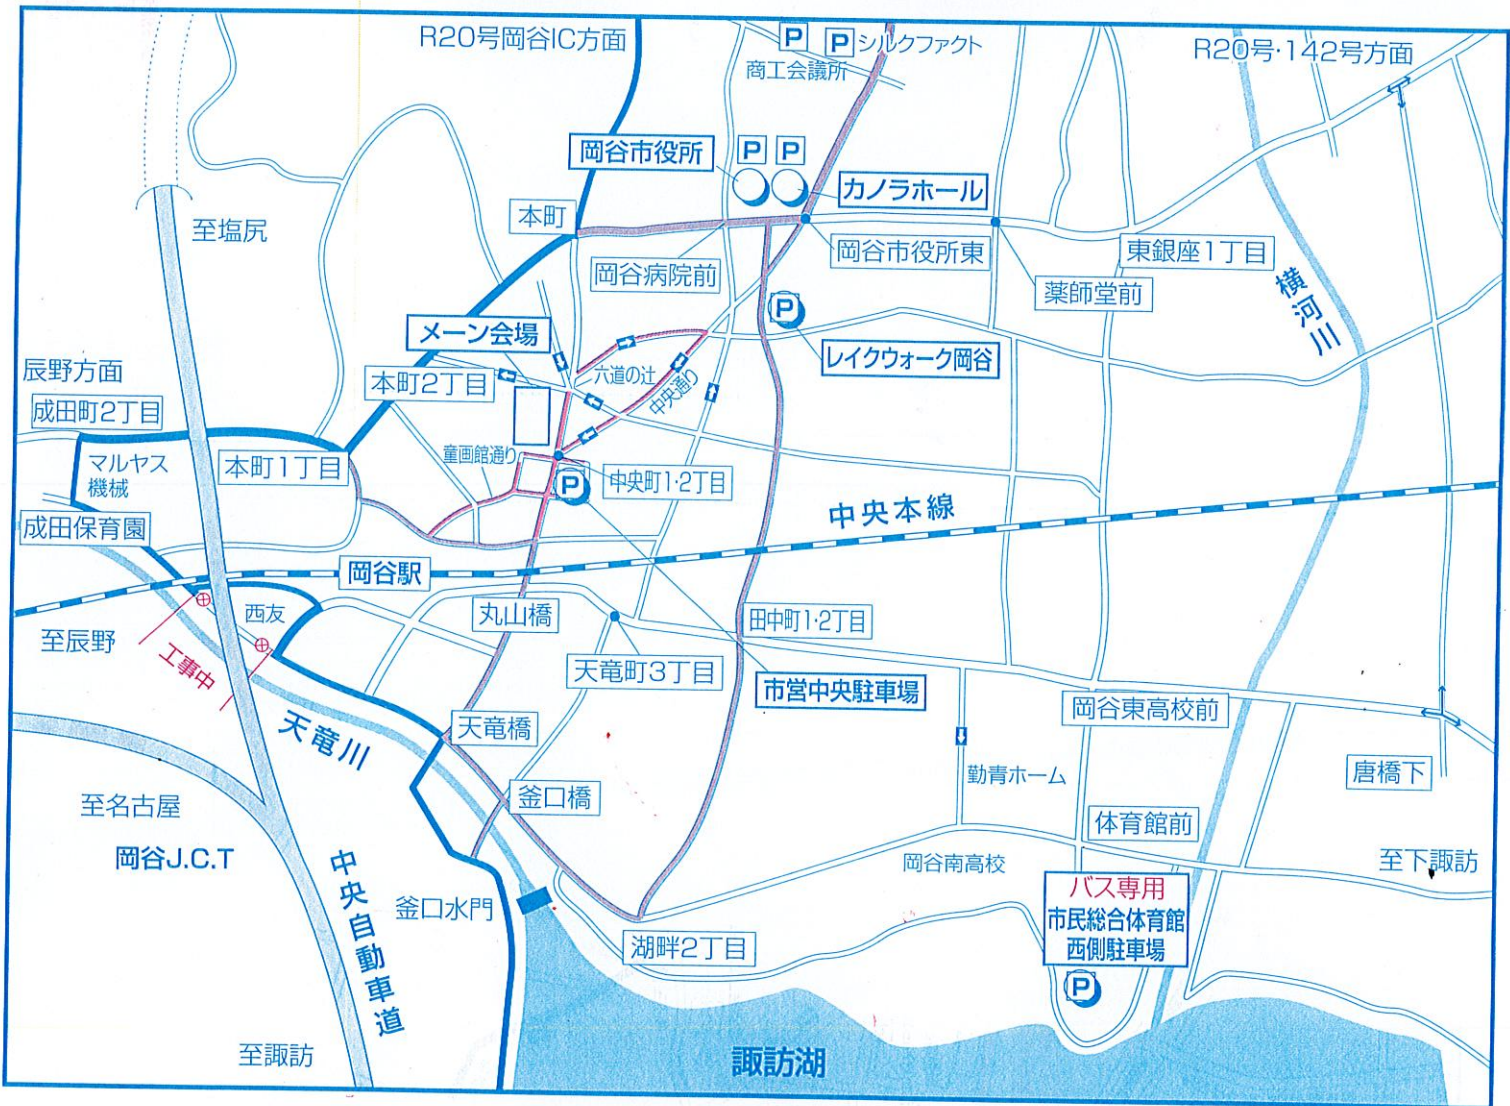 R20号岡谷IC方面
P
P シルクファクト
商工会議所
R20号・142号方面
岡谷市役所
P P
カノラホール
本町
至塩尻
岡谷病院前
岡谷市役所東
東銀座1丁目
薬師堂前
横河川
P
メーン会場
レイクウォーク岡谷
辰野方面
成田町2丁目
本町2丁目
六道の辻
中央通り
マルヤス
機械
本町1丁目
童画館通り
P
中央町1・2丁目
成田保育園
中央本線
岡谷駅
至辰野
西友
工事中
丸山橋
田中町1・2丁目
天竜町3丁目
市営中央駐車場
岡谷東高校前
天竜川
天竜橋
唐橋下
勤青ホーム
釜口橋
至名古屋
岡谷J.C.T
体育館前
岡谷南高校
至下諏訪
中央自動車道
釜口水門
バス専用
市民総合体育館
西側駐車場
P
湖畔2丁目
至諏訪
諏訪湖